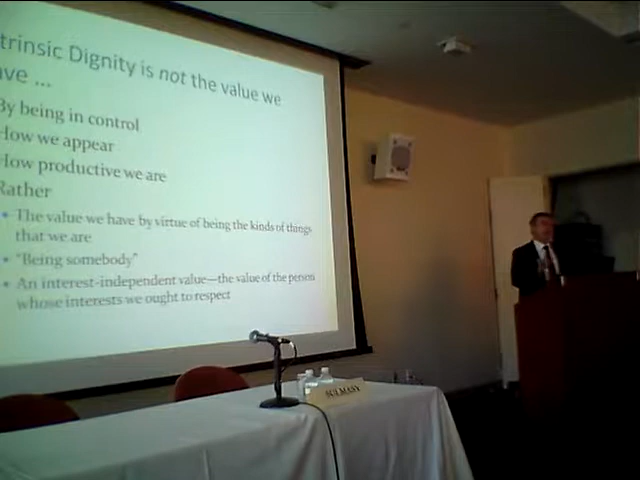 trinsic Dignity is not the value we
ave ...
By being in control
How we appear
How productive we are
Rather
• The value we have by virtue of being the kinds of things
that we are
• "Being somebody"
• An interest-independent value—the value of the person
whose interests we ought to respect
SULMASY